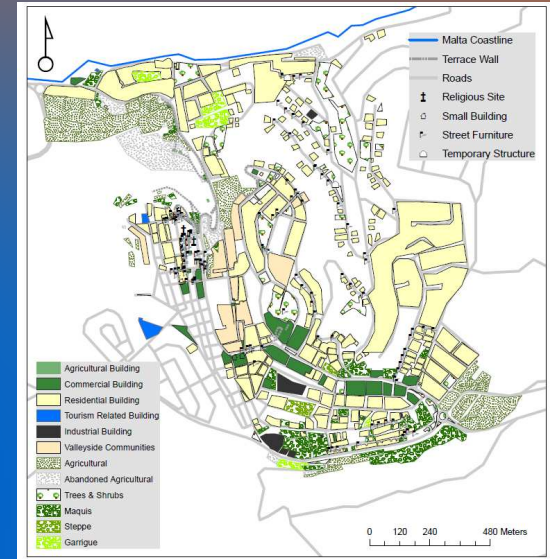 Malta Coastline
Terrace Wall
Roads
Religious Site
Small Building
Street Furniture
Temporary Structure
Agricultural Building
Commercial Building
Residential Building
Tourism Related Building
Industrial Building
Valleyside Communities
Agricultural
Abandoned Agricultural
Trees & Shrubs
Maquis
Steppe
Garrigue
0 120 240 480 Meters